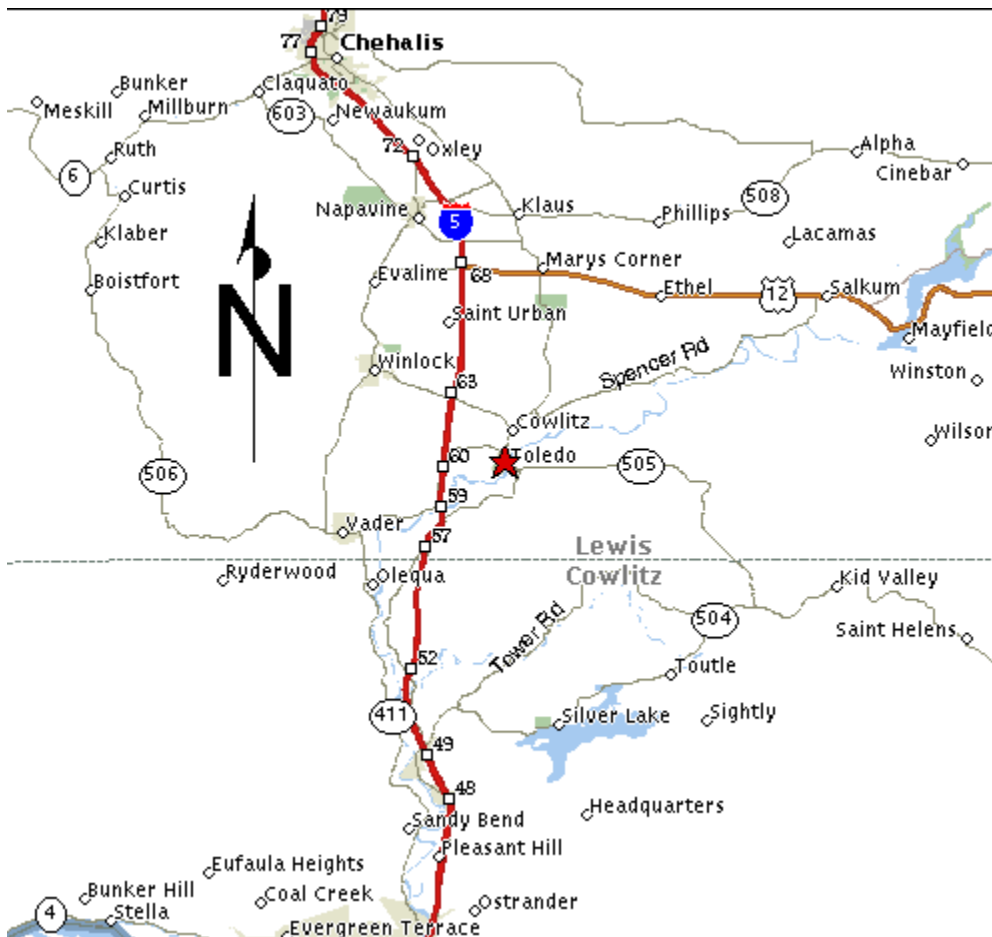 79
77
Chehalis
Bunker
Claquato
Meskill
Millburn
603
Newaukum
72
Oxley
Alpha
Ruth
Cinebar
6
Curtis
508
Napavine
Klaus
Phillips
5
Klaber
Lacamas
Marys Corner
Boistfort
Evaline
68
Ethel
12
Salkum
N
Saint Urban
Mayfield
Spencer Rd
Winlock
Winston
63
Cowlitz
Wilson
60
Toledo
505
506
59
Vader
57
Lewis
Cowlitz
Ryderwood
Olequa
Kid Valley
504
Tower Rd
Saint Helens
52
Toutle
411
Silver Lake
Sightly
49
48
Headquarters
Sandy Bend
Pleasant Hill
Eufaula Heights
Bunker Hill
Coal Creek
Ostrander
4
Stella
Evergreen Terrace